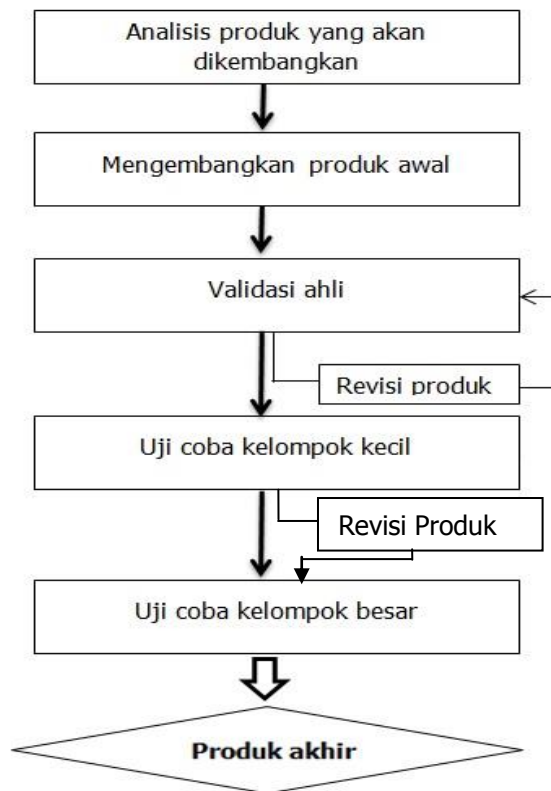 Analisis produk yang akan
dikembangkan
Mengembangkan produk awal
Validasi ahli
Revisi produk
Uji coba kelompok kecil
Revisi Produk
Uji coba kelompok besar
Produk akhir